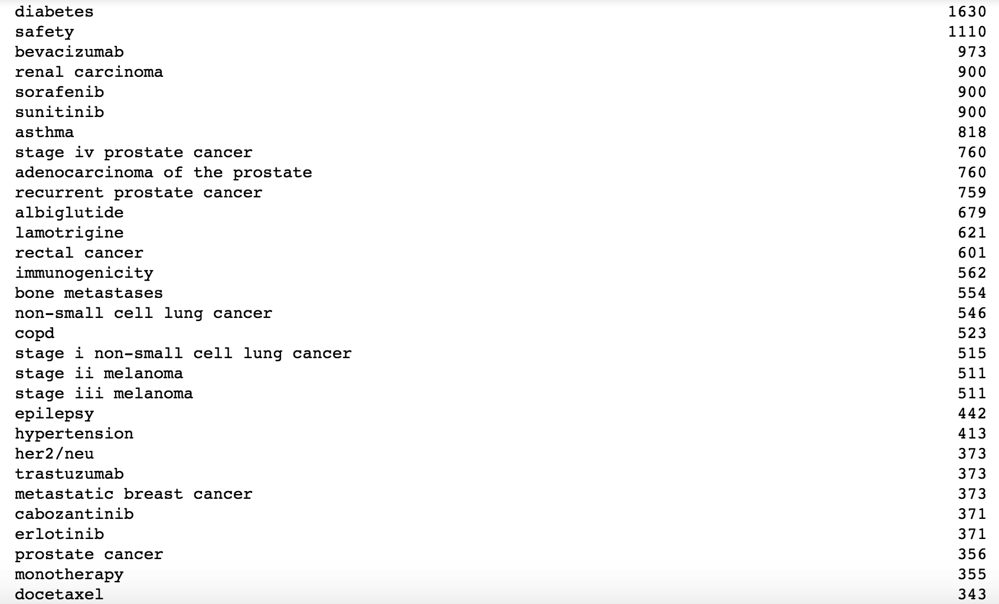 diabetes 1630
safety 1110
bevacizumab 973
renal carcinoma 900
sorafenib 900
sunitinib 900
asthma 818
stage iv prostate cancer 760
adenocarcinoma of the prostate 760
recurrent prostate cancer 759
albiglutide 679
lamotrigine 621
rectal cancer 601
immunogenicity 562
bone metastases 554
non-small cell lung cancer 546
copd 523
stage i non-small cell lung cancer 515
stage ii melanoma 511
stage iii melanoma 511
epilepsy 442
hypertension 413
her2/neu 373
trastuzumab 373
metastatic breast cancer 373
cabozantinib 371
erlotinib 371
prostate cancer 356
monotherapy 355
docetaxel 343